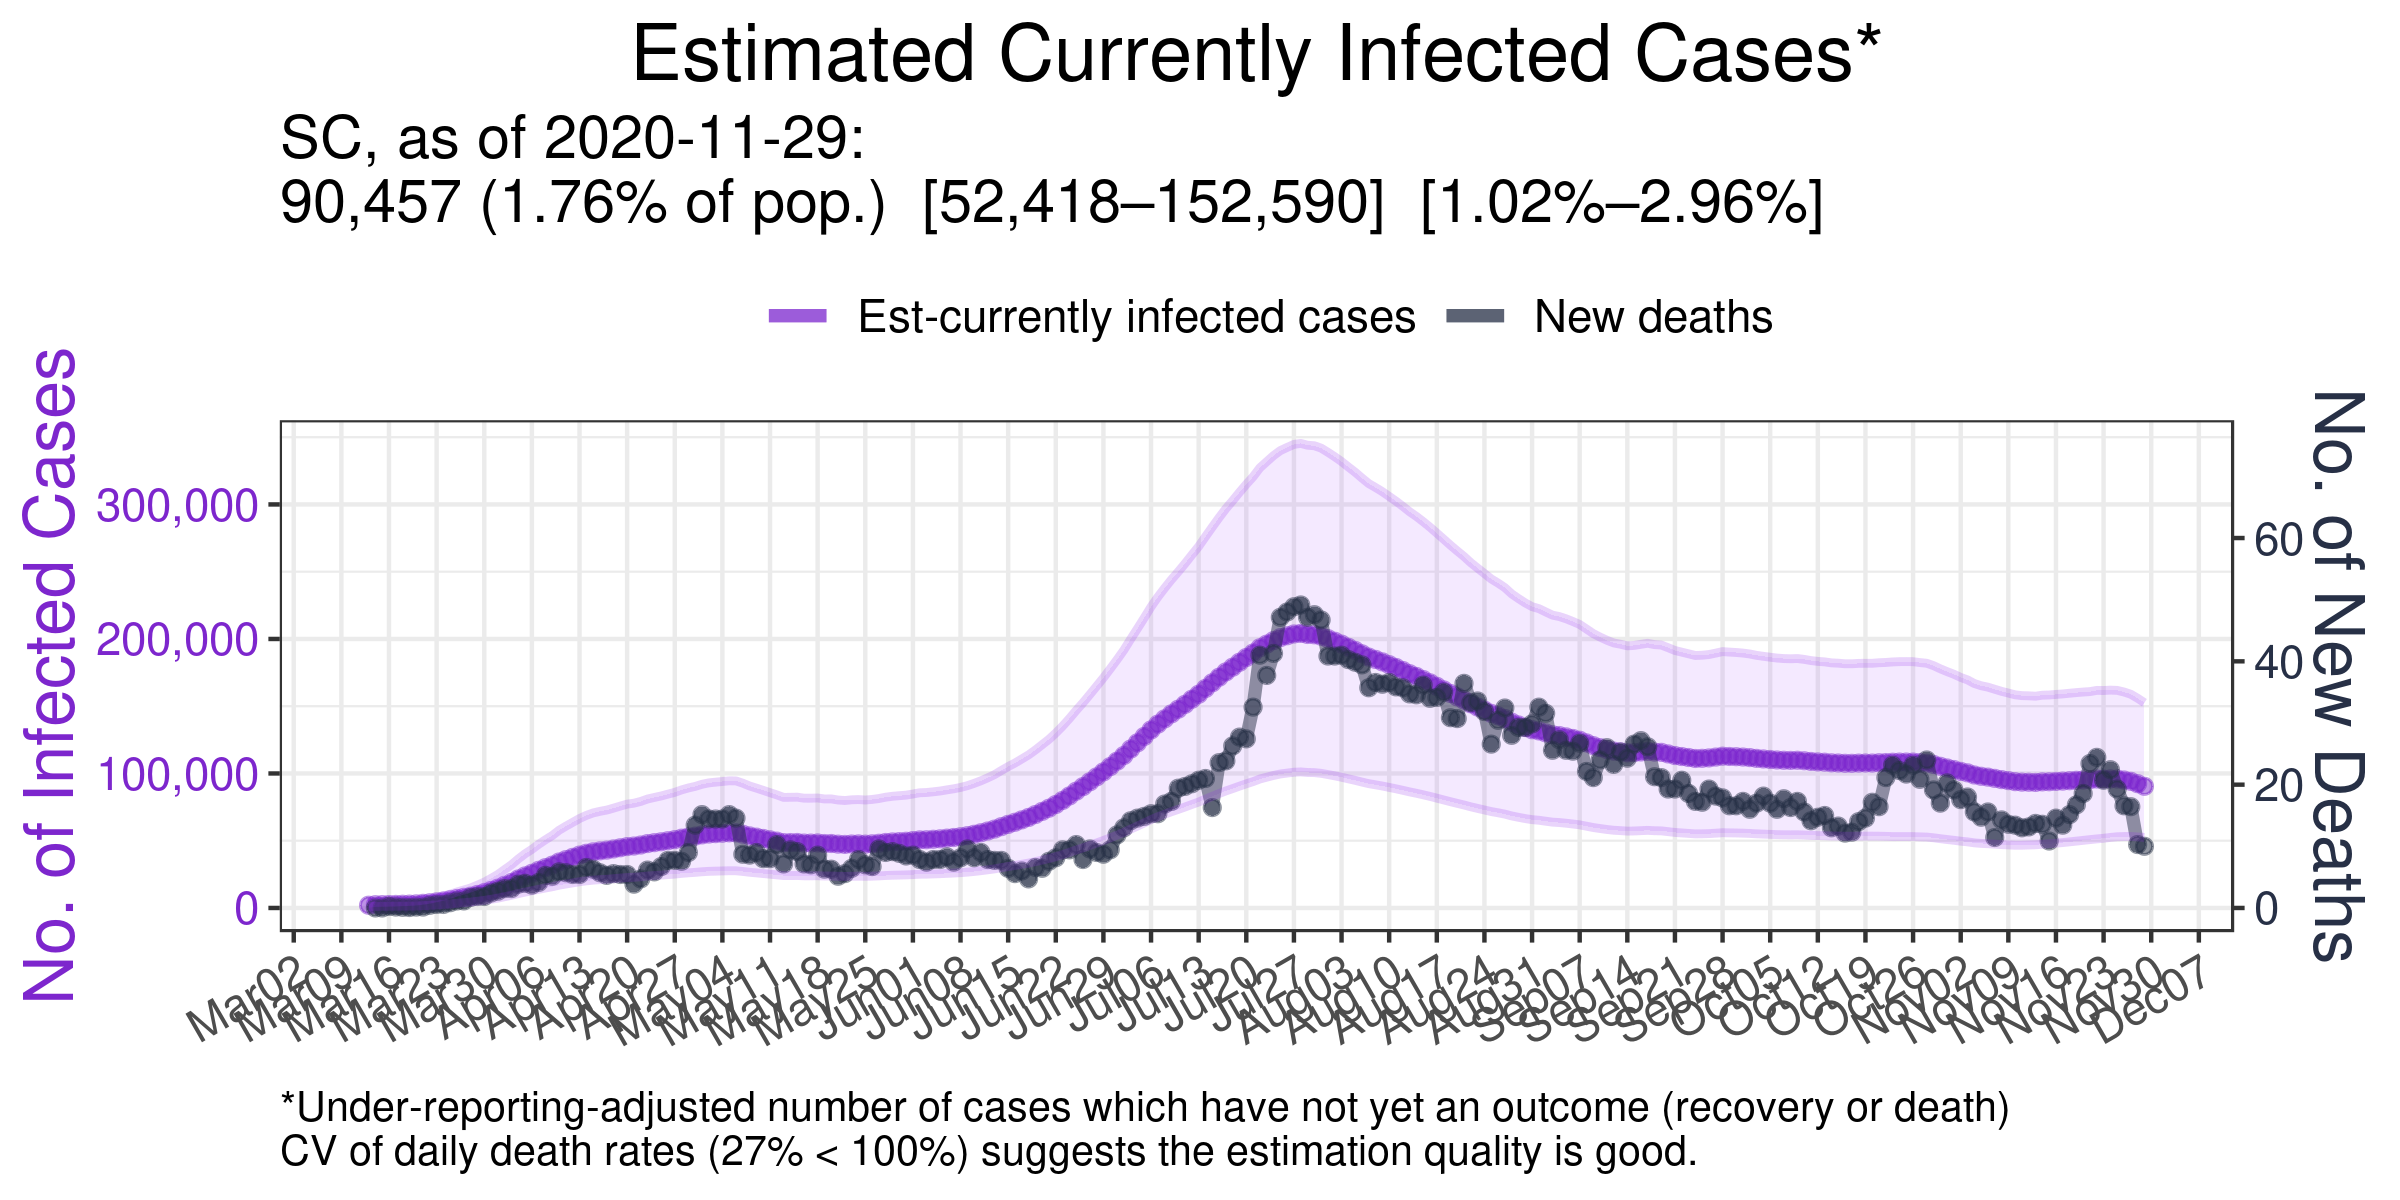 Estimated Currently Infected Cases*
SC, as of 2020-11-29:
90,457 (1.76% of pop.) [52,418–152,590] [1.02%–2.96%]
Est-currently infected cases
New deaths
No. of Infected Cases
300,000
200,000
100,000
0
No. of New Deaths
60
40
20
0
Mar02
Mar09
Mar16
Mar23
Mar30
Apr06
Apr13
Apr20
Apr27
May04
May11
May18
May25
Jun01
Jun08
Jun15
Jun22
Jun29
Jul06
Jul13
Jul20
Jul27
Aug03
Aug10
Aug17
Aug24
Aug31
Sep07
Sep14
Sep21
Sep28
Oct05
Oct12
Oct19
Oct26
Nov02
Nov09
Nov16
Nov23
Nov30
Dec07
*Under-reporting-adjusted number of cases which have not yet an outcome (recovery or death)
CV of daily death rates (27% < 100%) suggests the estimation quality is good.